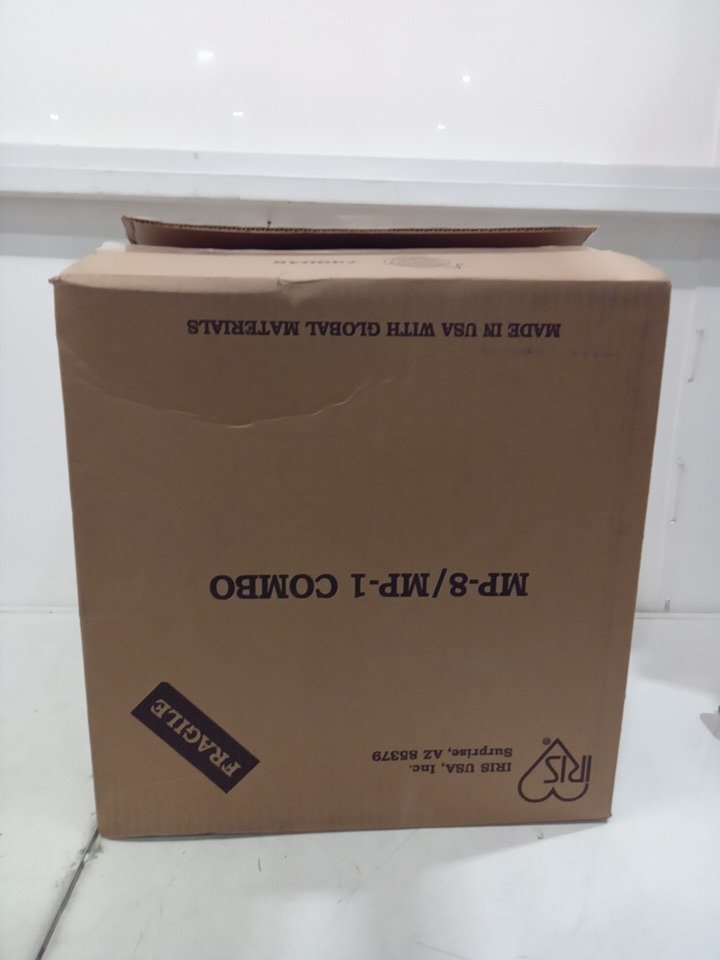 IRIS®
IRIS USA, Inc.
Surprise, AZ 85379
FRAGILE
MP-8/MP-1 COMBO
MADE IN USA WITH GLOBAL MATERIALS